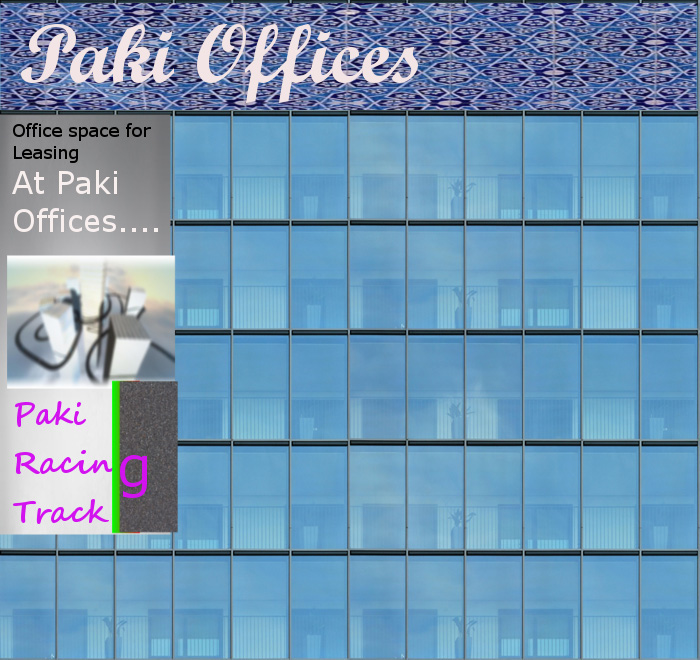 Paki Offices
Office space for
Leasing
At Paki
Offices....
Paki
Racing
Track